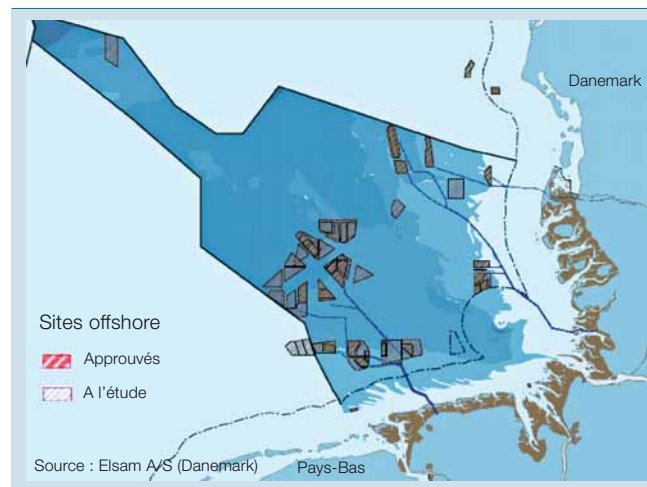 Danemark
Sites offshore
Approuvés
A l'étude
Source : Elsam A/S (Danemark)
Pays-Bas